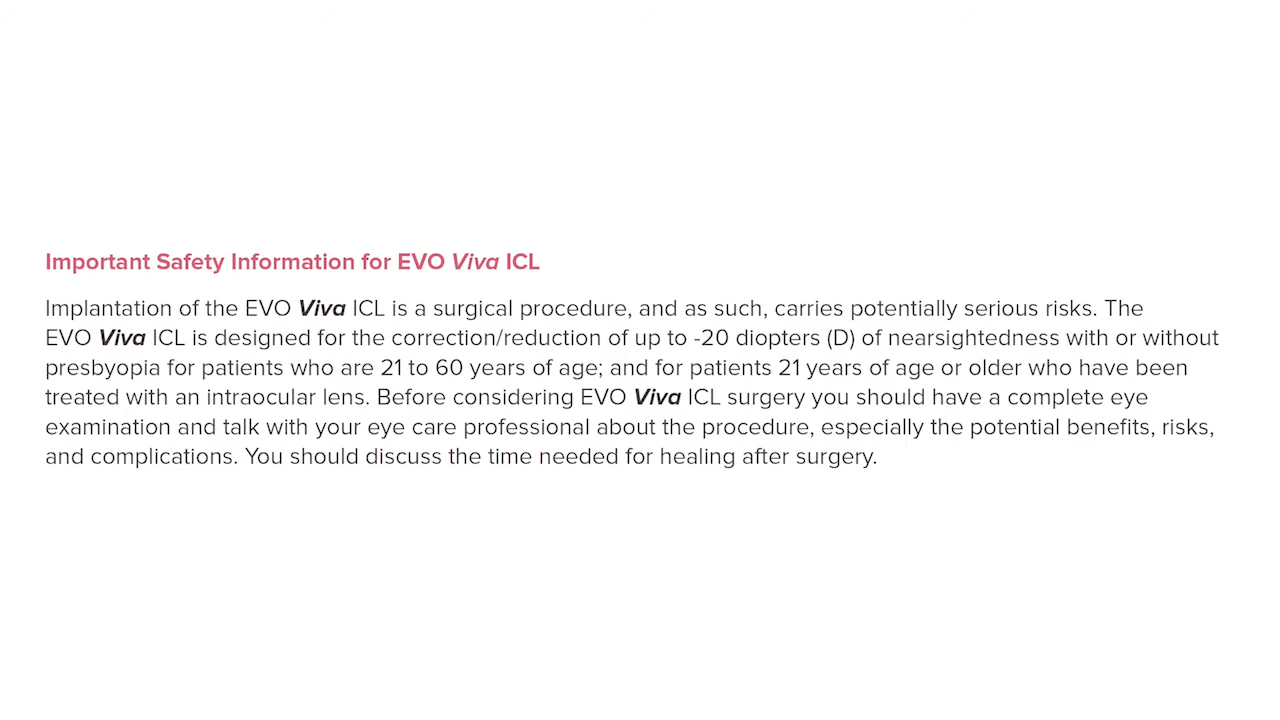 Important Safety Information for EVO Viva ICL
Implantation of the EVO Viva ICL is a surgical procedure, and as such, carries potentially serious risks. The
EVO Viva ICL is designed for the correction/reduction of up to -20 diopters (D) of nearsightedness with or without
presbyopia for patients who are 21 to 60 years of age; and for patients 21 years of age or older who have been
treated with an intraocular lens. Before considering EVO Viva ICL surgery you should have a complete eye
examination and talk with your eye care professional about the procedure, especially the potential benefits, risks,
and complications. You should discuss the time needed for healing after surgery.